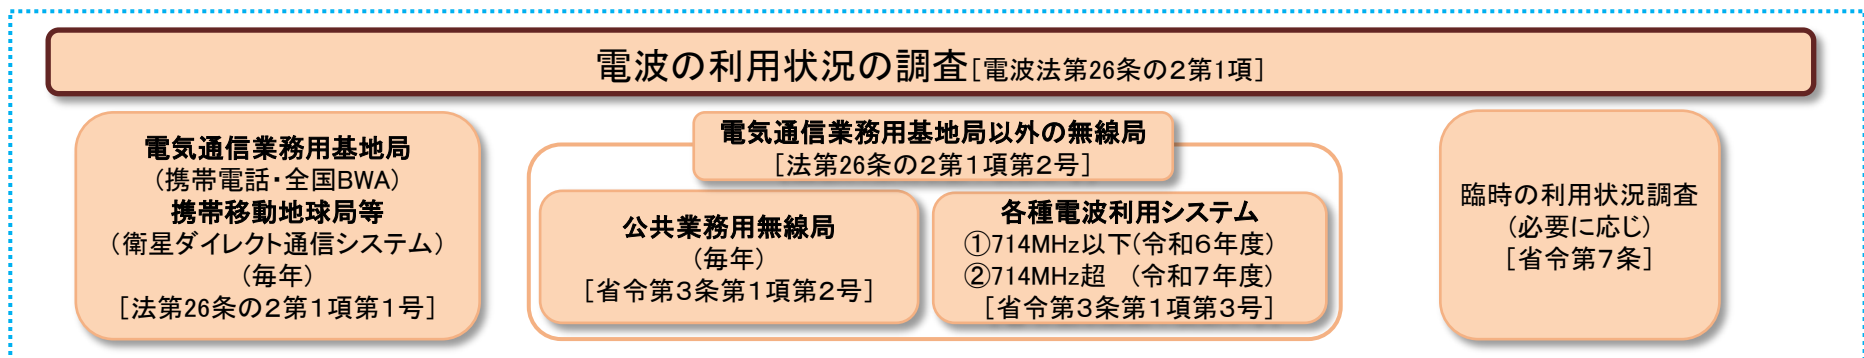 電波の利用状況の調査[電波法第26条の2第1項]
電気通信業務用基地局
(携帯電話・全国BWA)
携帯移動地球局等
(衛星ダイレクト通信システム)
(毎年)
[法第26条の2第1項第1号]
電気通信業務用基地局以外の無線局
[法第26条の2第1項第2号]
公共業務用無線局
(毎年)
[省令第3条第1項第2号]
各種電波利用システム
①714MHz以下(令和6年度)
②714MHz超 (令和7年度)
[省令第3条第1項第3号]
臨時の利用状況調査
(必要に応じ)
[省令第7条]